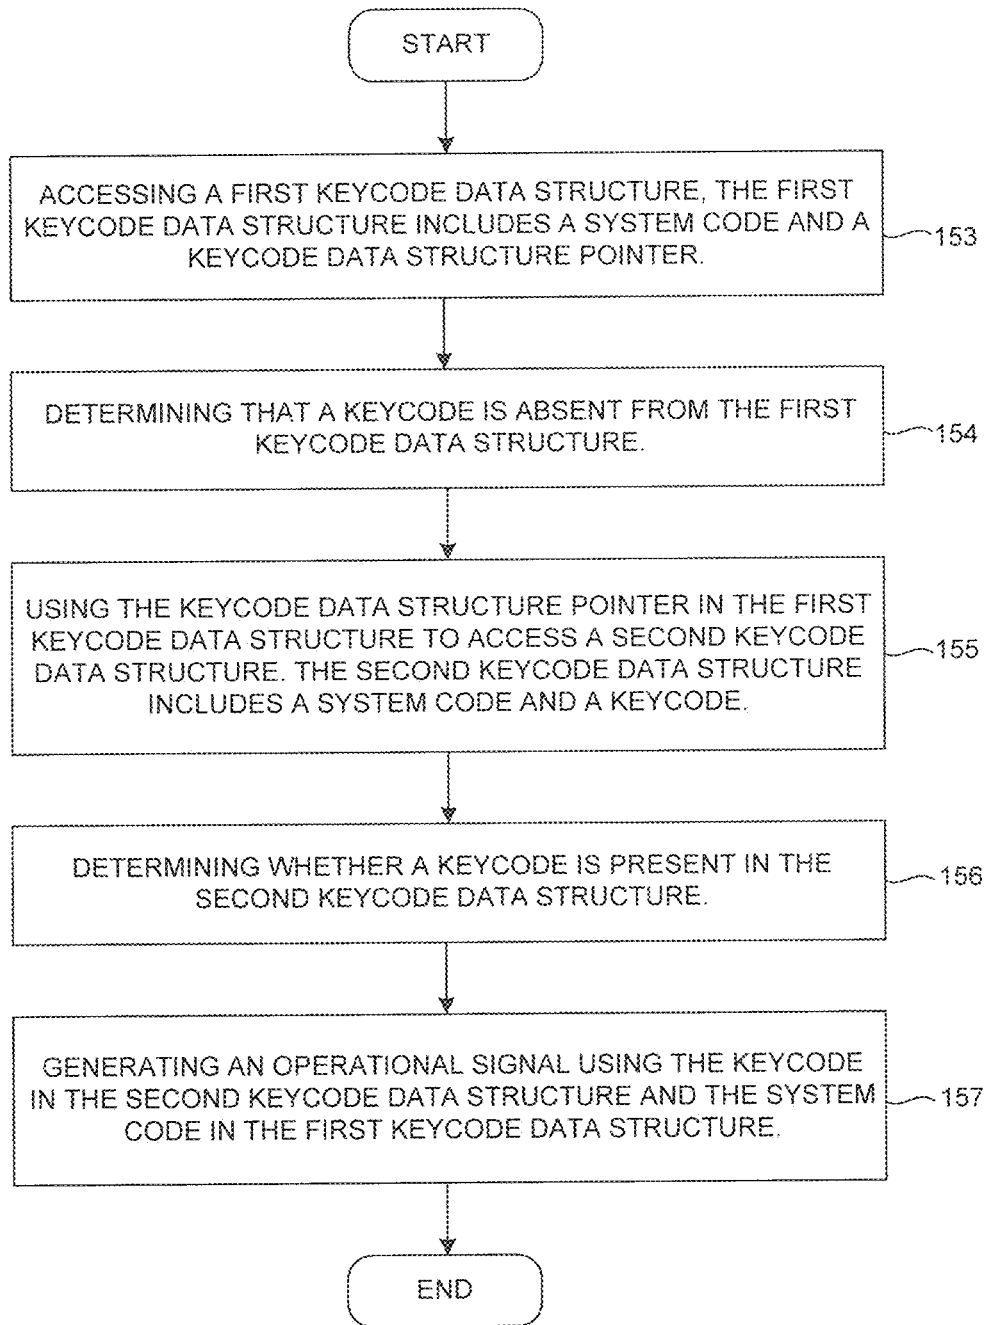 START
ACCESSING A FIRST KEYCODE DATA STRUCTURE, THE FIRST
KEYCODE DATA STRUCTURE INCLUDES A SYSTEM CODE AND A
KEYCODE DATA STRUCTURE POINTER.
153
DETERMINING THAT A KEYCODE IS ABSENT FROM THE FIRST
KEYCODE DATA STRUCTURE.
154
USING THE KEYCODE DATA STRUCTURE POINTER IN THE FIRST
KEYCODE DATA STRUCTURE TO ACCESS A SECOND KEYCODE
DATA STRUCTURE. THE SECOND KEYCODE DATA STRUCTURE
INCLUDES A SYSTEM CODE AND A KEYCODE.
155
DETERMINING WHETHER A KEYCODE IS PRESENT IN THE
SECOND KEYCODE DATA STRUCTURE.
156
GENERATING AN OPERATIONAL SIGNAL USING THE KEYCODE
IN THE SECOND KEYCODE DATA STRUCTURE AND THE SYSTEM
CODE IN THE FIRST KEYCODE DATA STRUCTURE.
157
END